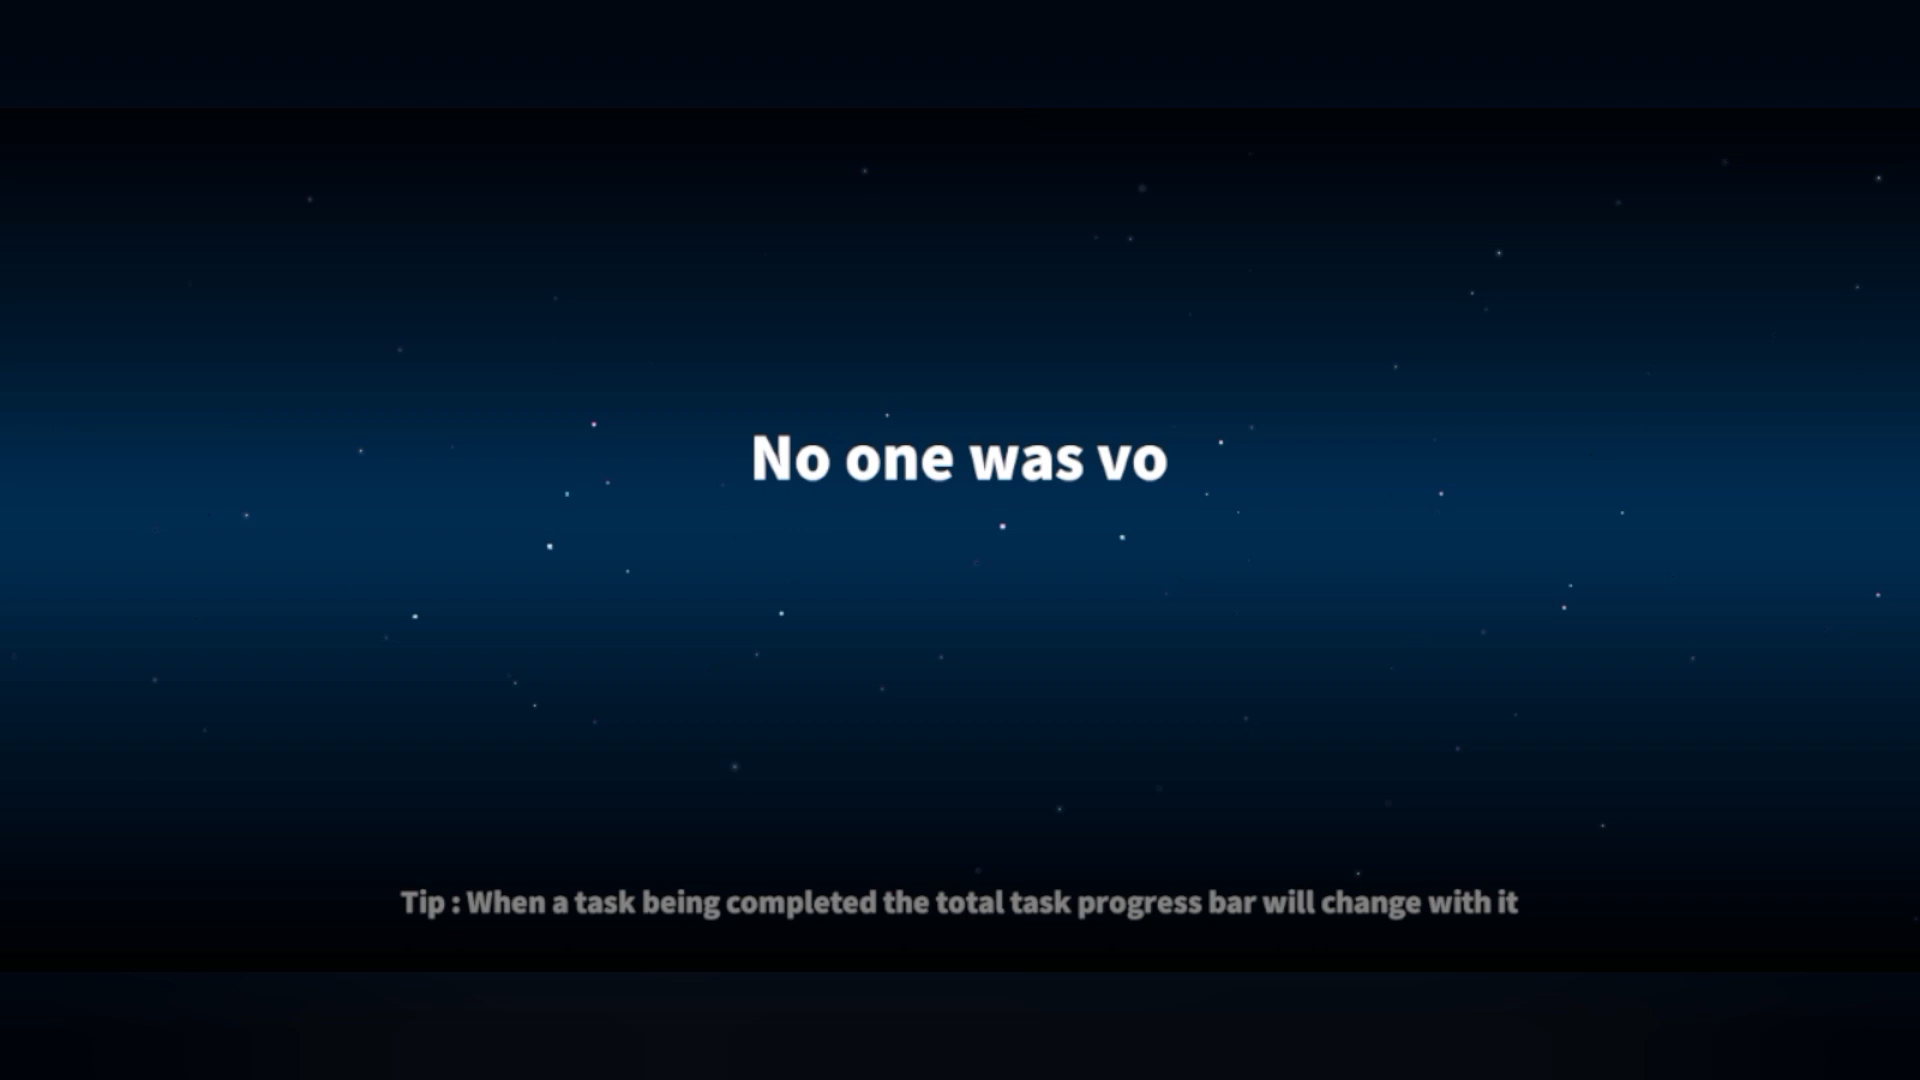 No one was vo
Tip : When a task being completed the total task progress bar will change with it